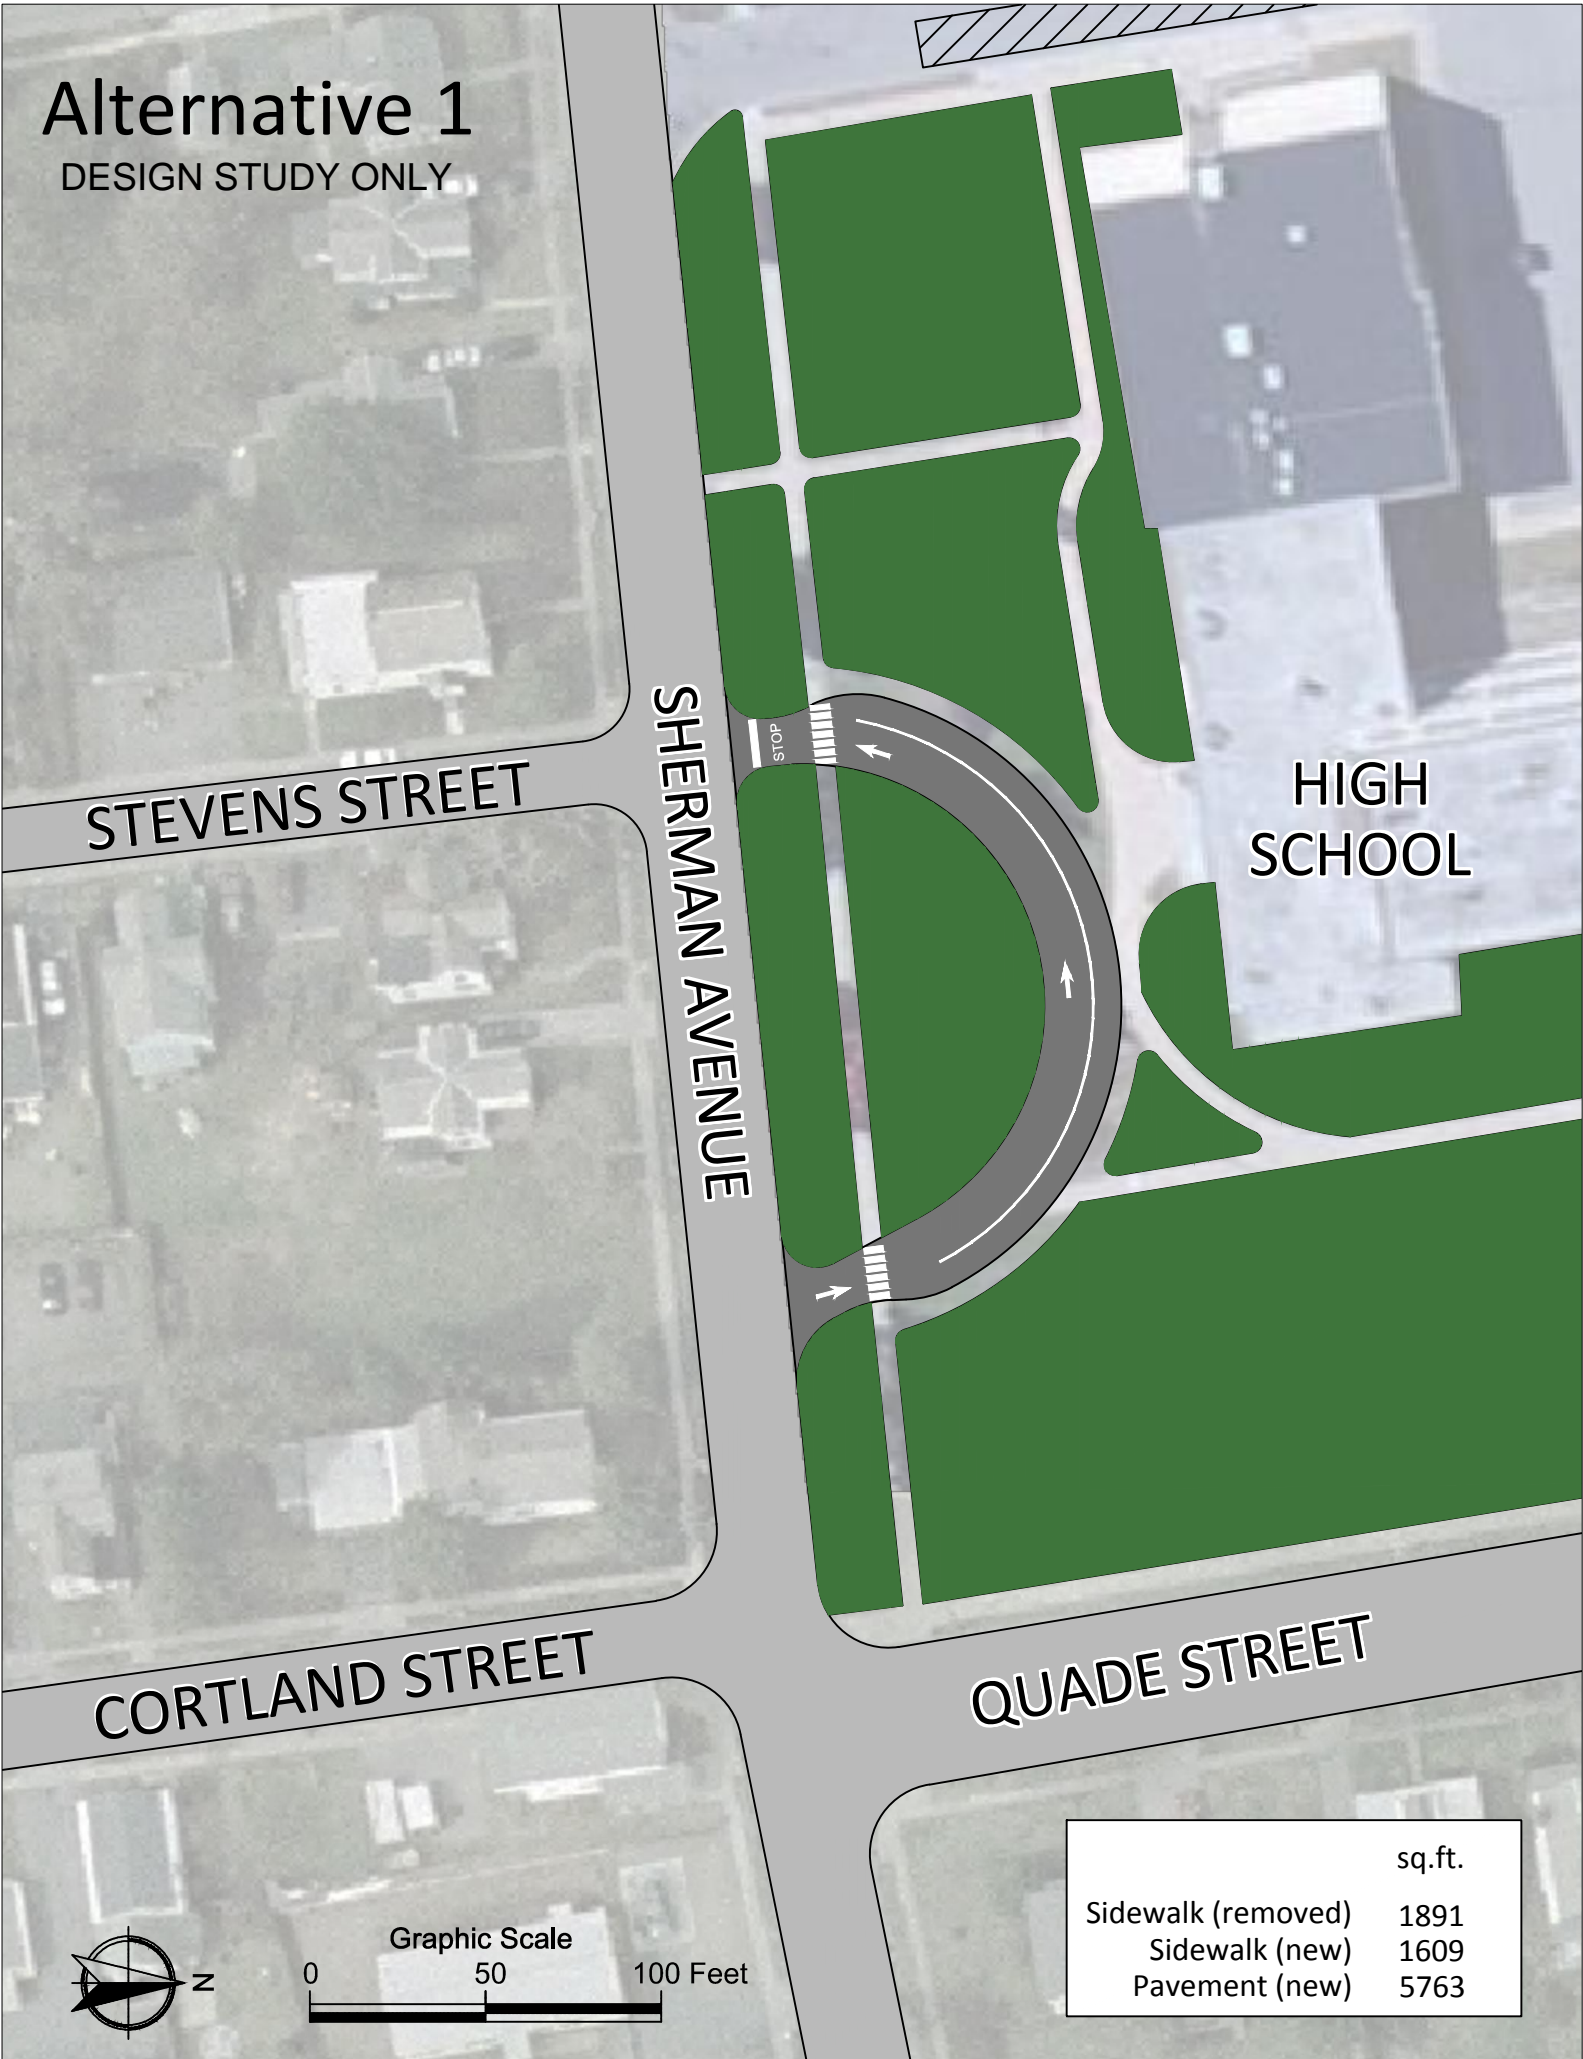 Alternative 1
DESIGN STUDY ONLY
STOP
STEVENS STREET
SHERMAN AVENUE
HIGH
SCHOOL
CORTLAND STREET
QUADE STREET
sq.ft.
Sidewalk (removed) 1891
Sidewalk (new) 1609
Pavement (new) 5763
N
Graphic Scale
0 50 100 Feet